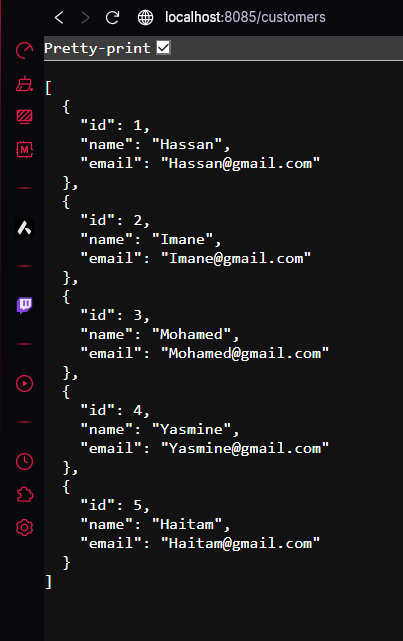 localhost:8085/customers
Pretty-print
[
  {
    "id": 1,
    "name": "Hassan",
    "email": "Hassan@gmail.com"
  },
  {
    "id": 2,
    "name": "Imane",
    "email": "Imane@gmail.com"
  },
  {
    "id": 3,
    "name": "Mohamed",
    "email": "Mohamed@gmail.com"
  },
  {
    "id": 4,
    "name": "Yasmine",
    "email": "Yasmine@gmail.com"
  },
  {
    "id": 5,
    "name": "Haitam",
    "email": "Haitam@gmail.com"
  }
]